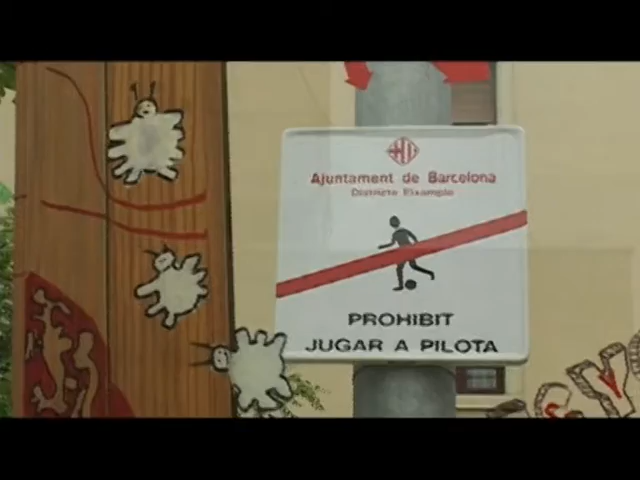 Ajuntament de Barcelona
Districte Eixample
PROHIBIT
JUGAR A PILOTA